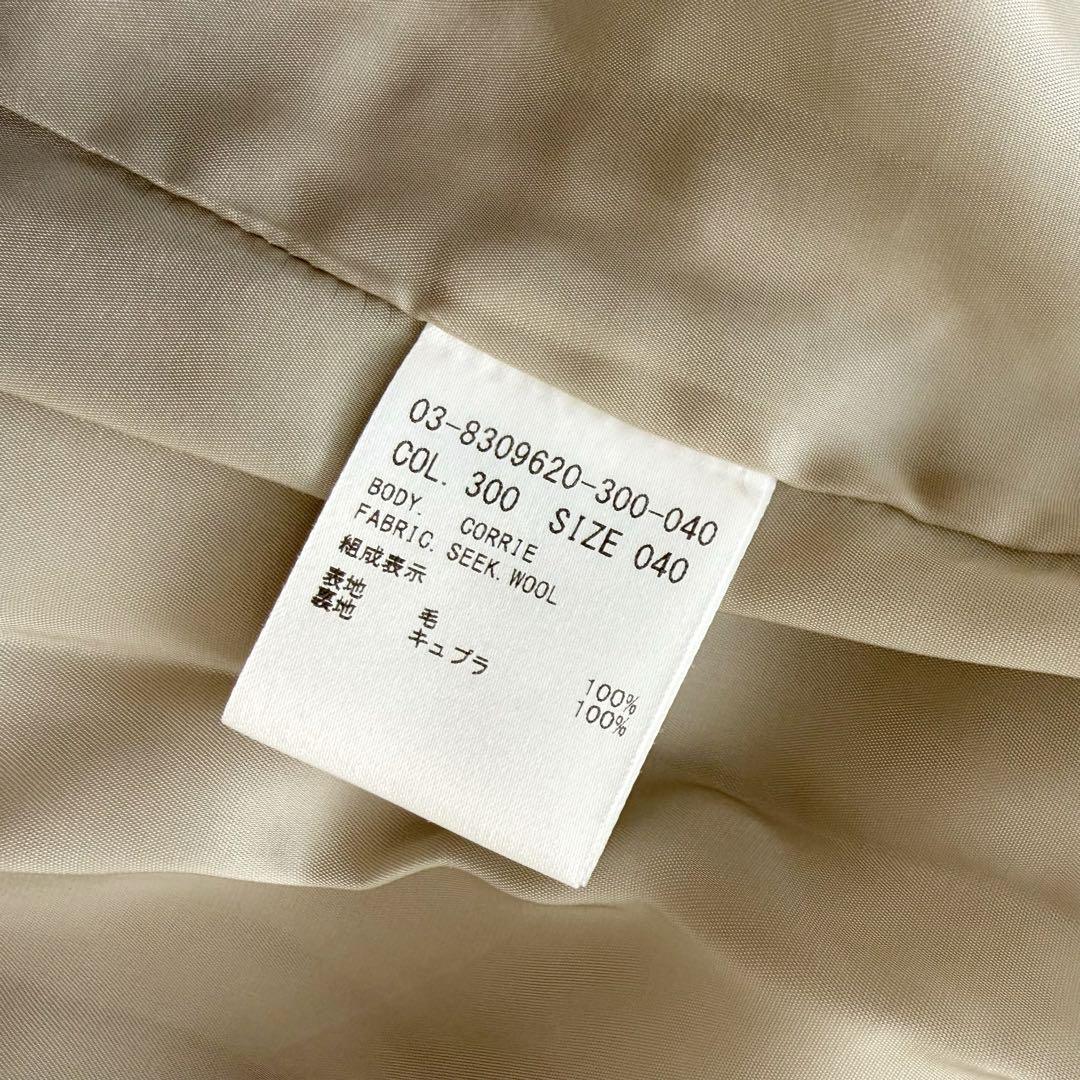 03-8309620-300-040
COL. 300 SIZE 040
BODY. CORRIE
FABRIC. SEEK.WOOL
組成表示
表地 毛 100%
裏地 キュプラ 100%